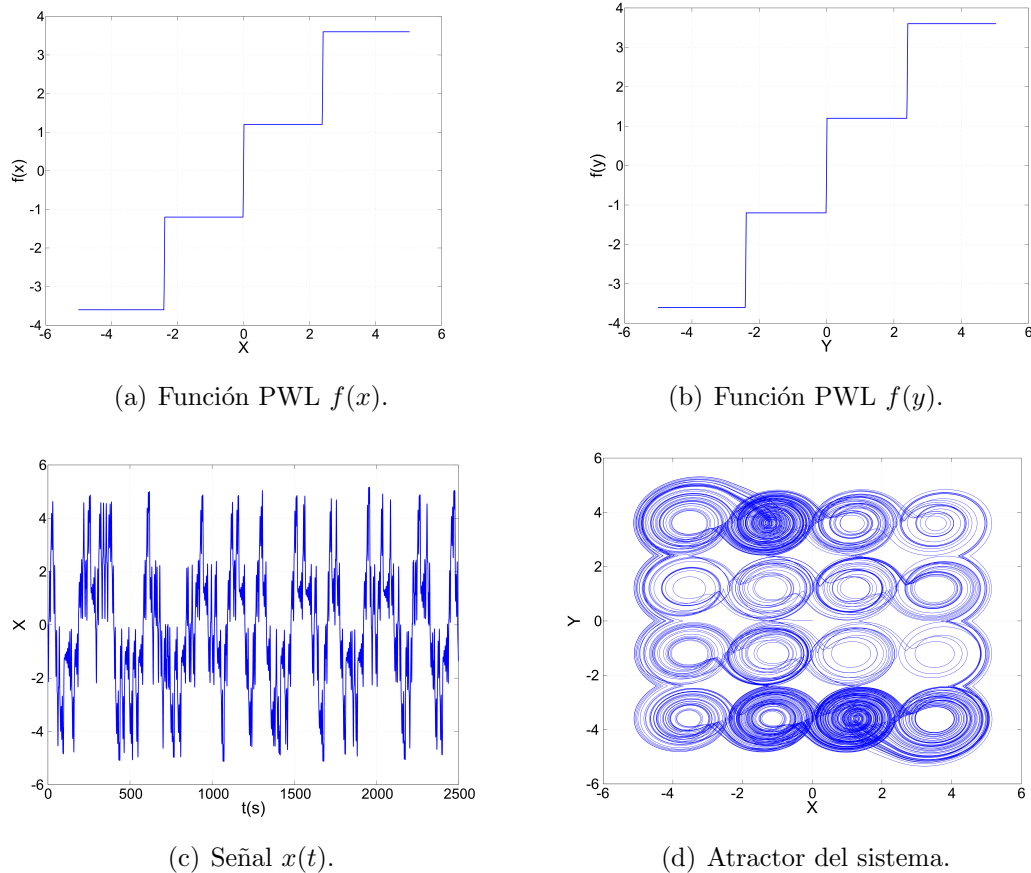 4
3
2
1
0
-1
-2
-3
-4
f(x)
-6 -4 -2 0 2 4 6
X
4
3
2
1
0
-1
-2
-3
-4
f(y)
-6 -4 -2 0 2 4 6
Y
(a) Función PWL f(x).
(b) Función PWL f(y).
6
4
2
0
-2
-4
-6
X
0 500 1000 1500 2000 2500
t(s)
6
4
2
0
-2
-4
-6
Y
-6 -4 -2 0 2 4 6
X
(c) Señal x(t).
(d) Atractor del sistema.